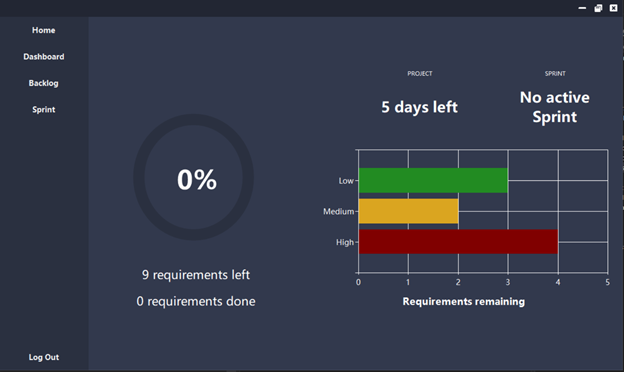 Home
Dashboard
Backlog
Sprint
Log Out
0%
9 requirements left
0 requirements done
PROJECT
5 days left
SPRINT
No active
Sprint
Low
Medium
High
0 1 2 3 4 5
Requirements remaining